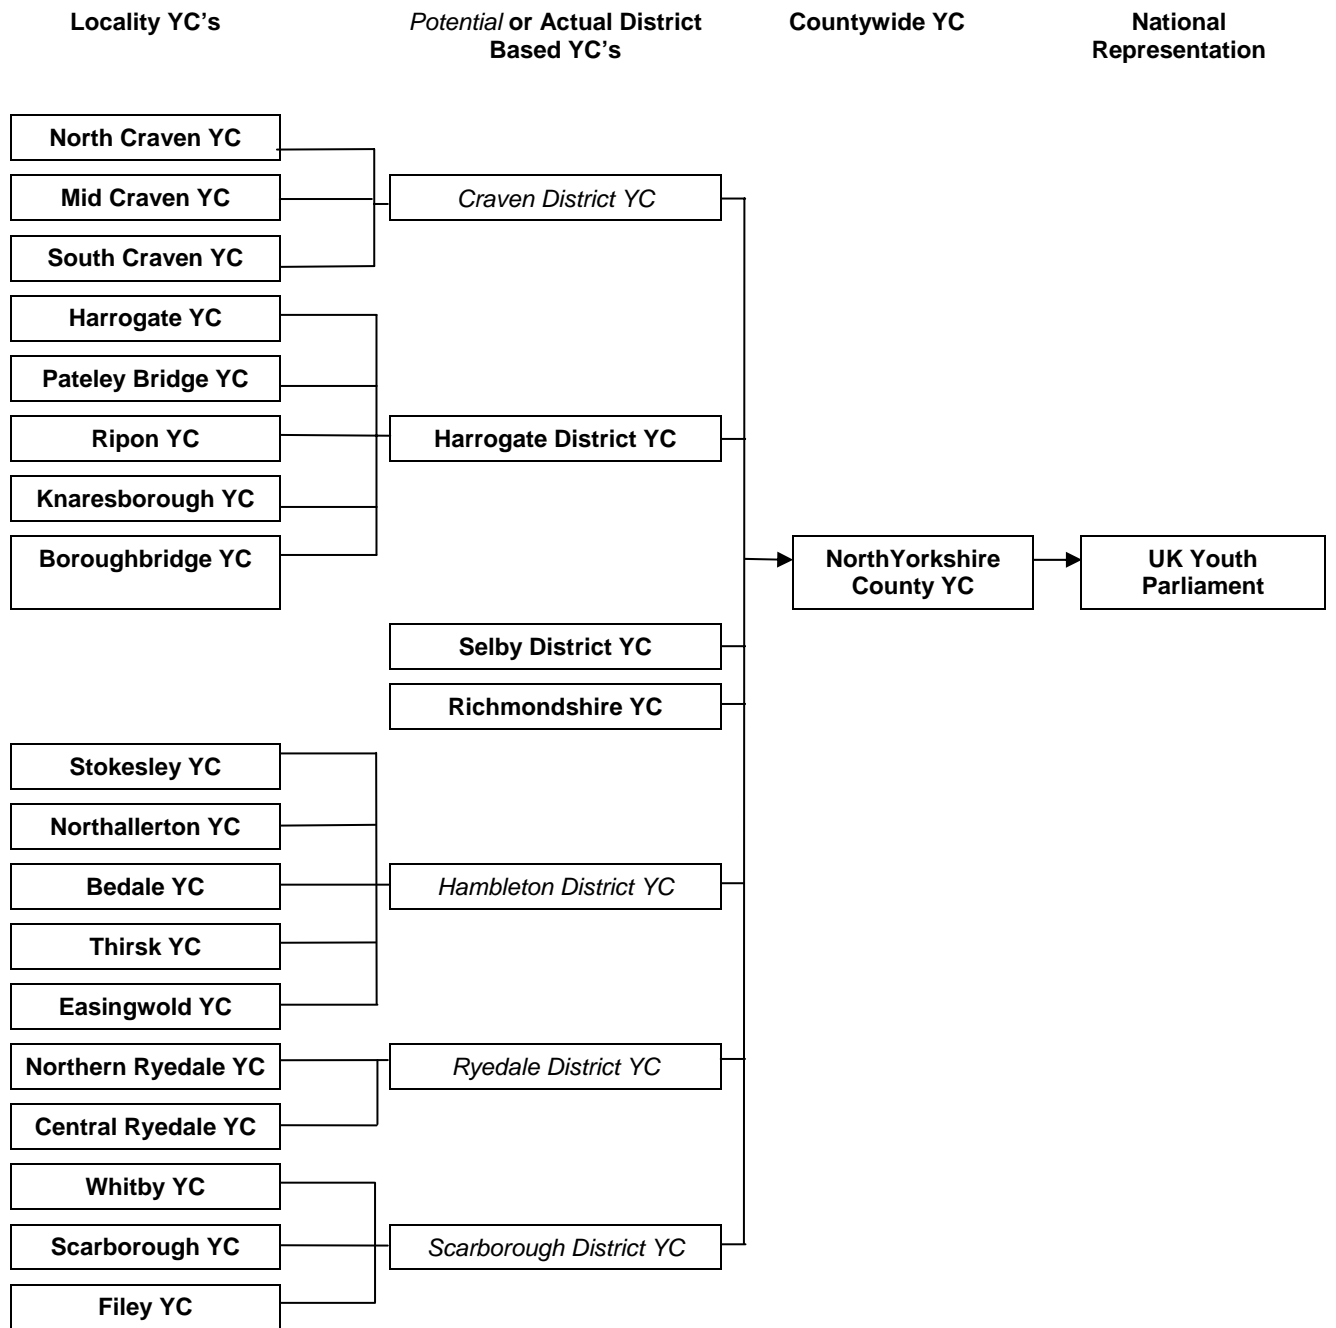 Locality YC's
Potential or Actual District
Based YC's
Countywide YC
National
Representation
North Craven YC
Mid Craven YC
South Craven YC
Craven District YC
Harrogate YC
Pateley Bridge YC
Ripon YC
Knaresborough YC
Boroughbridge YC
Harrogate District YC
NorthYorkshire
County YC
UK Youth
Parliament
Selby District YC
Richmondshire YC
Stokesley YC
Northallerton YC
Bedale YC
Thirsk YC
Easingwold YC
Hambleton District YC
Northern Ryedale YC
Central Ryedale YC
Ryedale District YC
Whitby YC
Scarborough YC
Filey YC
Scarborough District YC